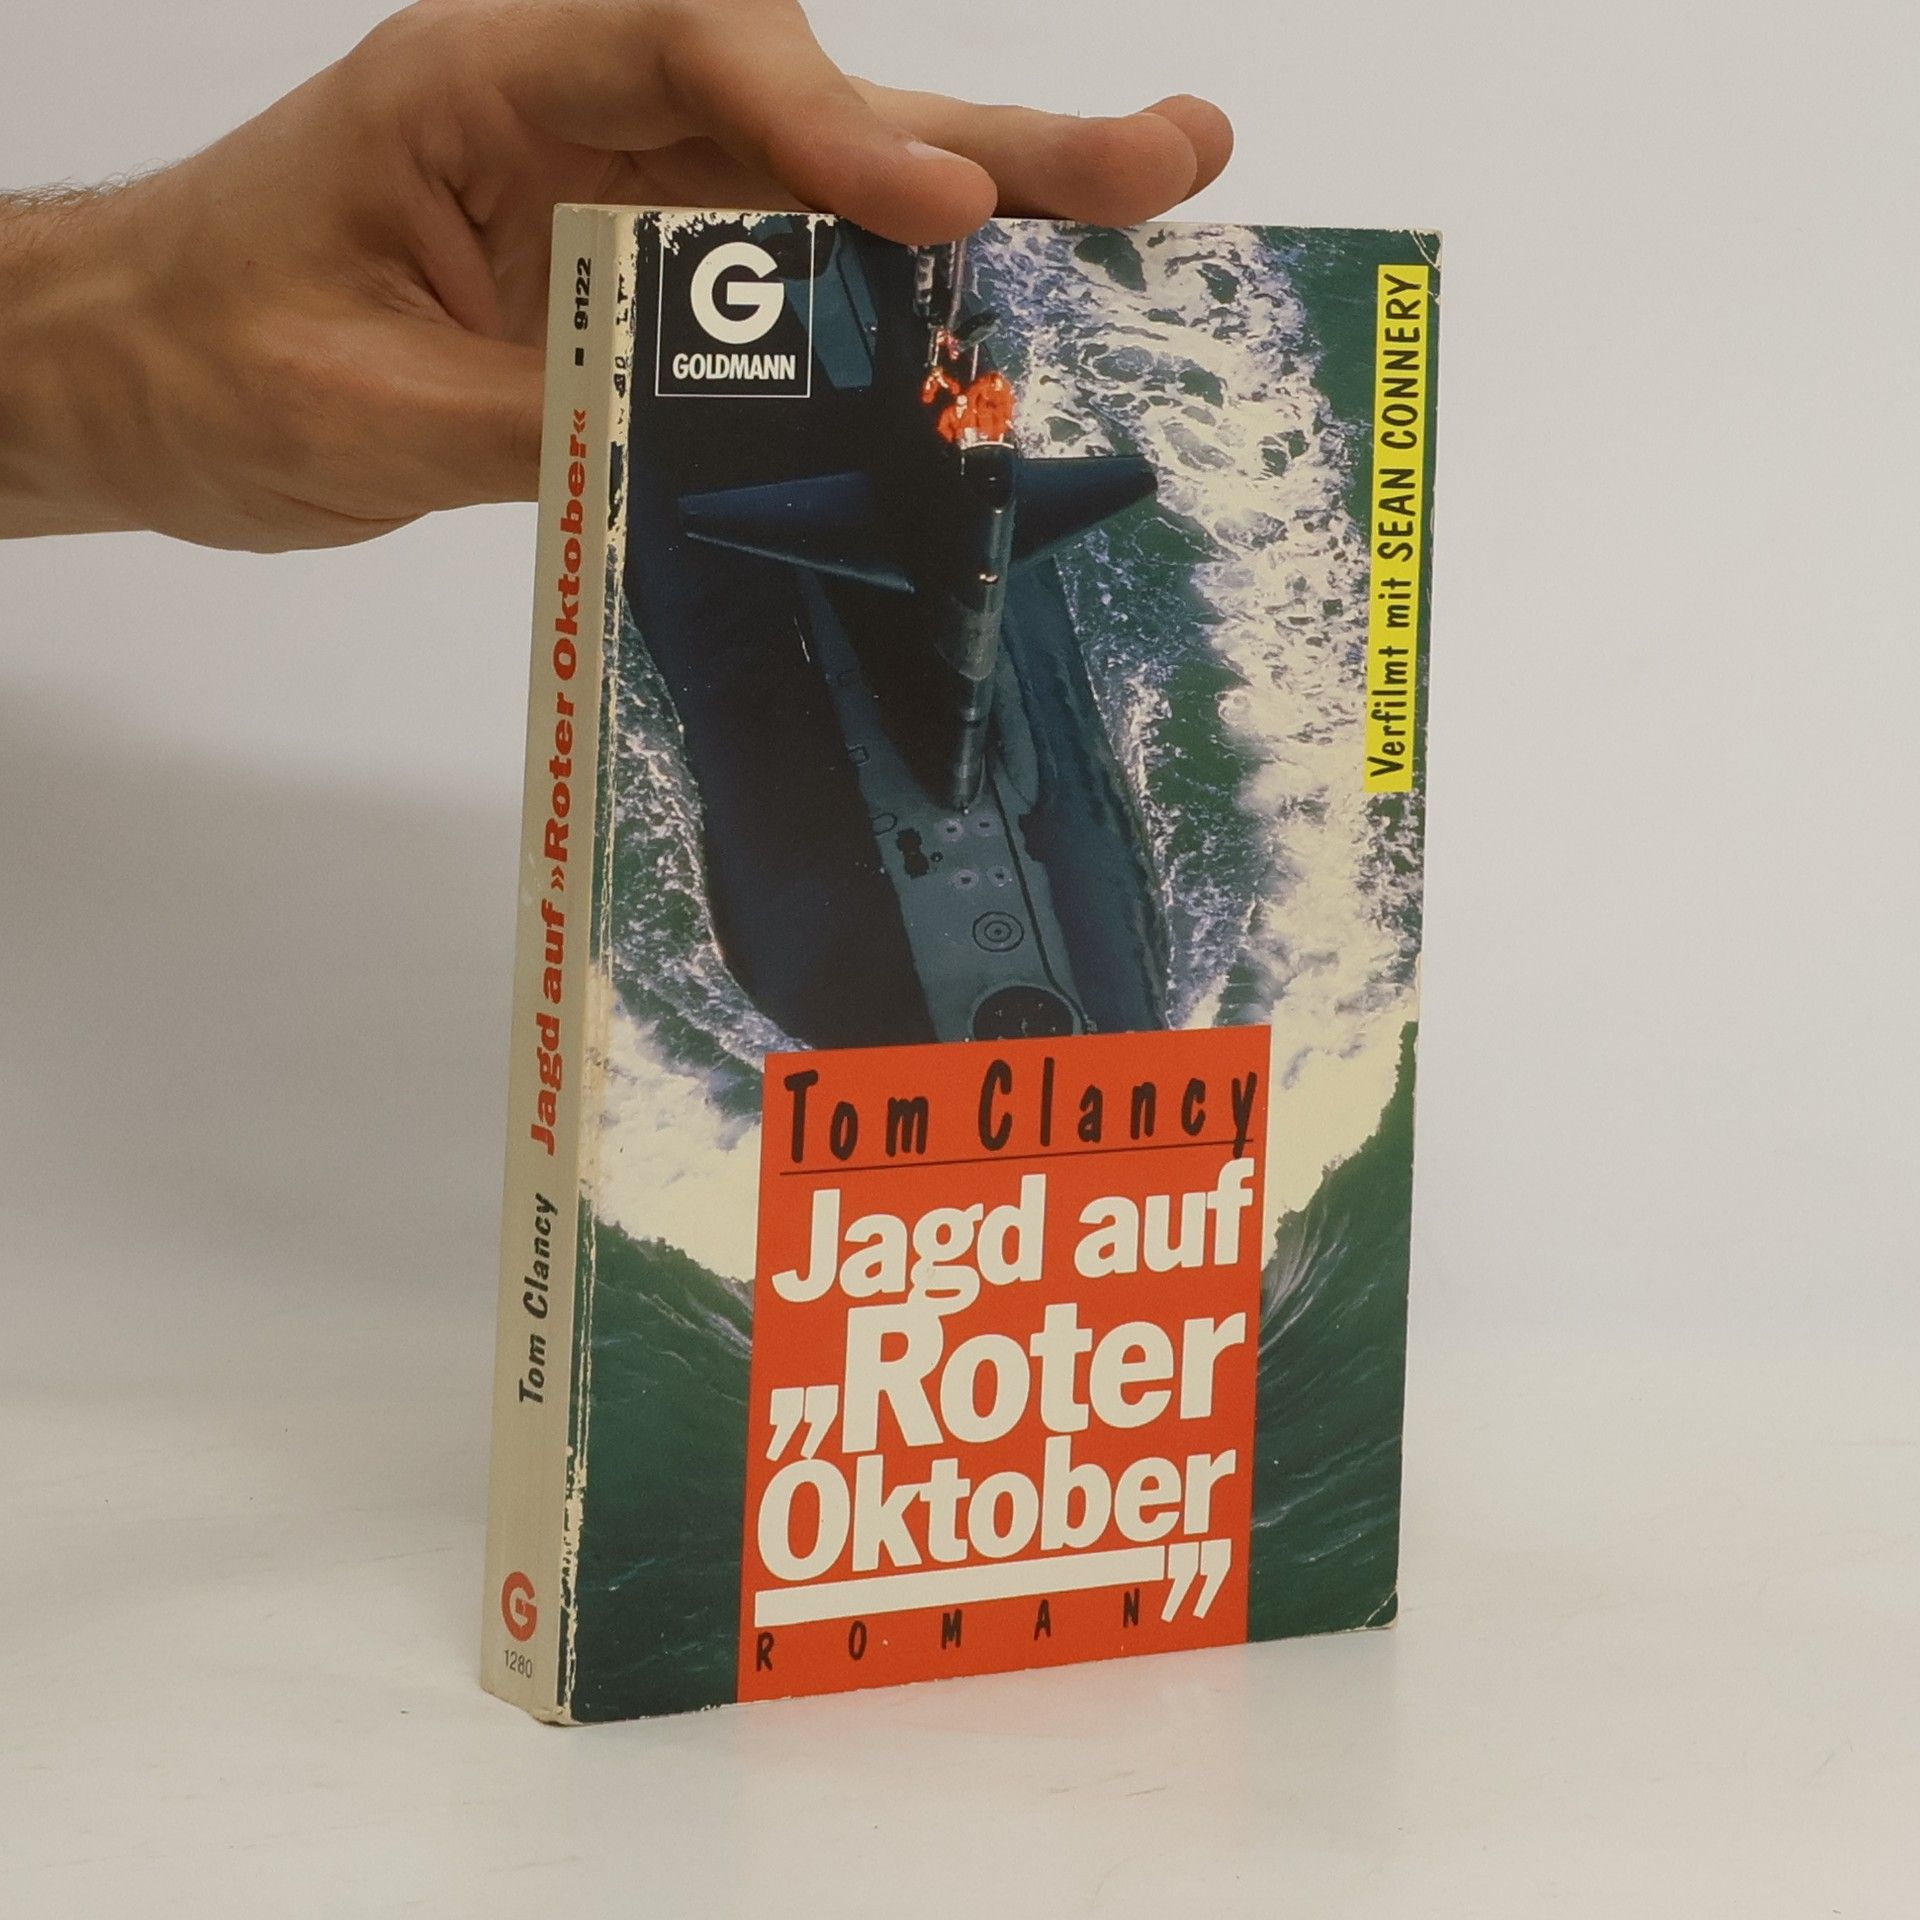 G
GOLDMANN
Verfilmt mit SEAN CONNERY
Tom Clancy
Jagd auf
„Roter
Oktober”
ROMAN
Tom Clancy Jagd auf »Roter Oktober« ▪ 9122
G
1280